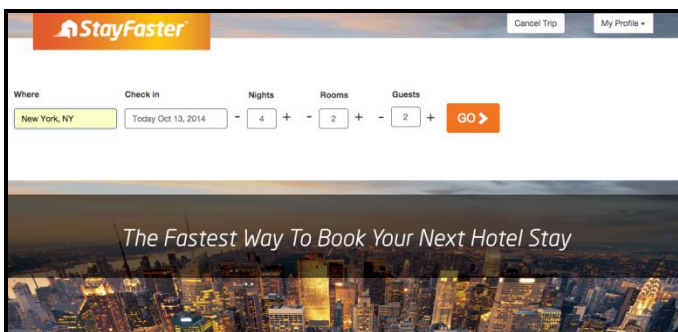 StayFaster
Cancel Trip
My Profile
Where Check in Nights Rooms Guests
New York, NY Today Oct 13, 2014 - 4 + - 2 + - 2 + GO
The Fastest Way To Book Your Next Hotel Stay